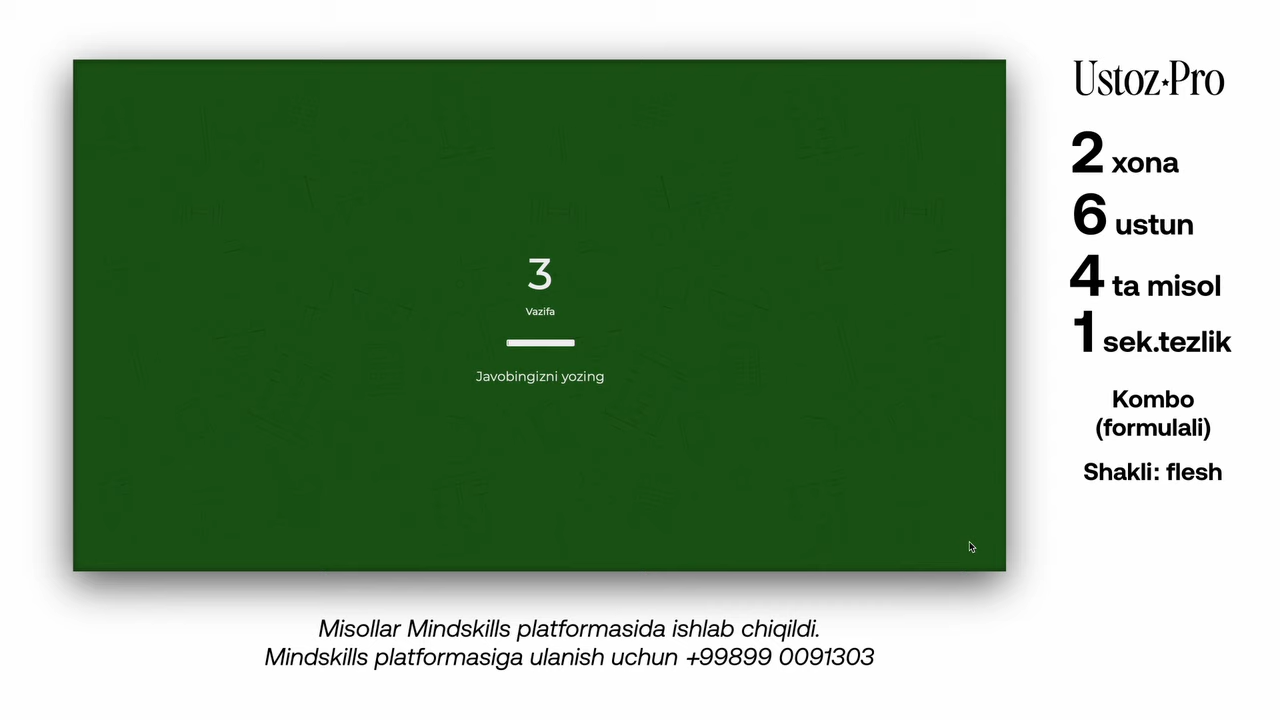 Ustoz★Pro
2 xona
6 ustun
4 ta misol
1 sek.tezlik
Kombo
(formulali)
Shakli: flesh
3
Vazifa
Javobingizni yozing
Misollar Mindskills platformasida ishlab chiqildi.
Mindskills platformasiga ulanish uchun +99899 0091303